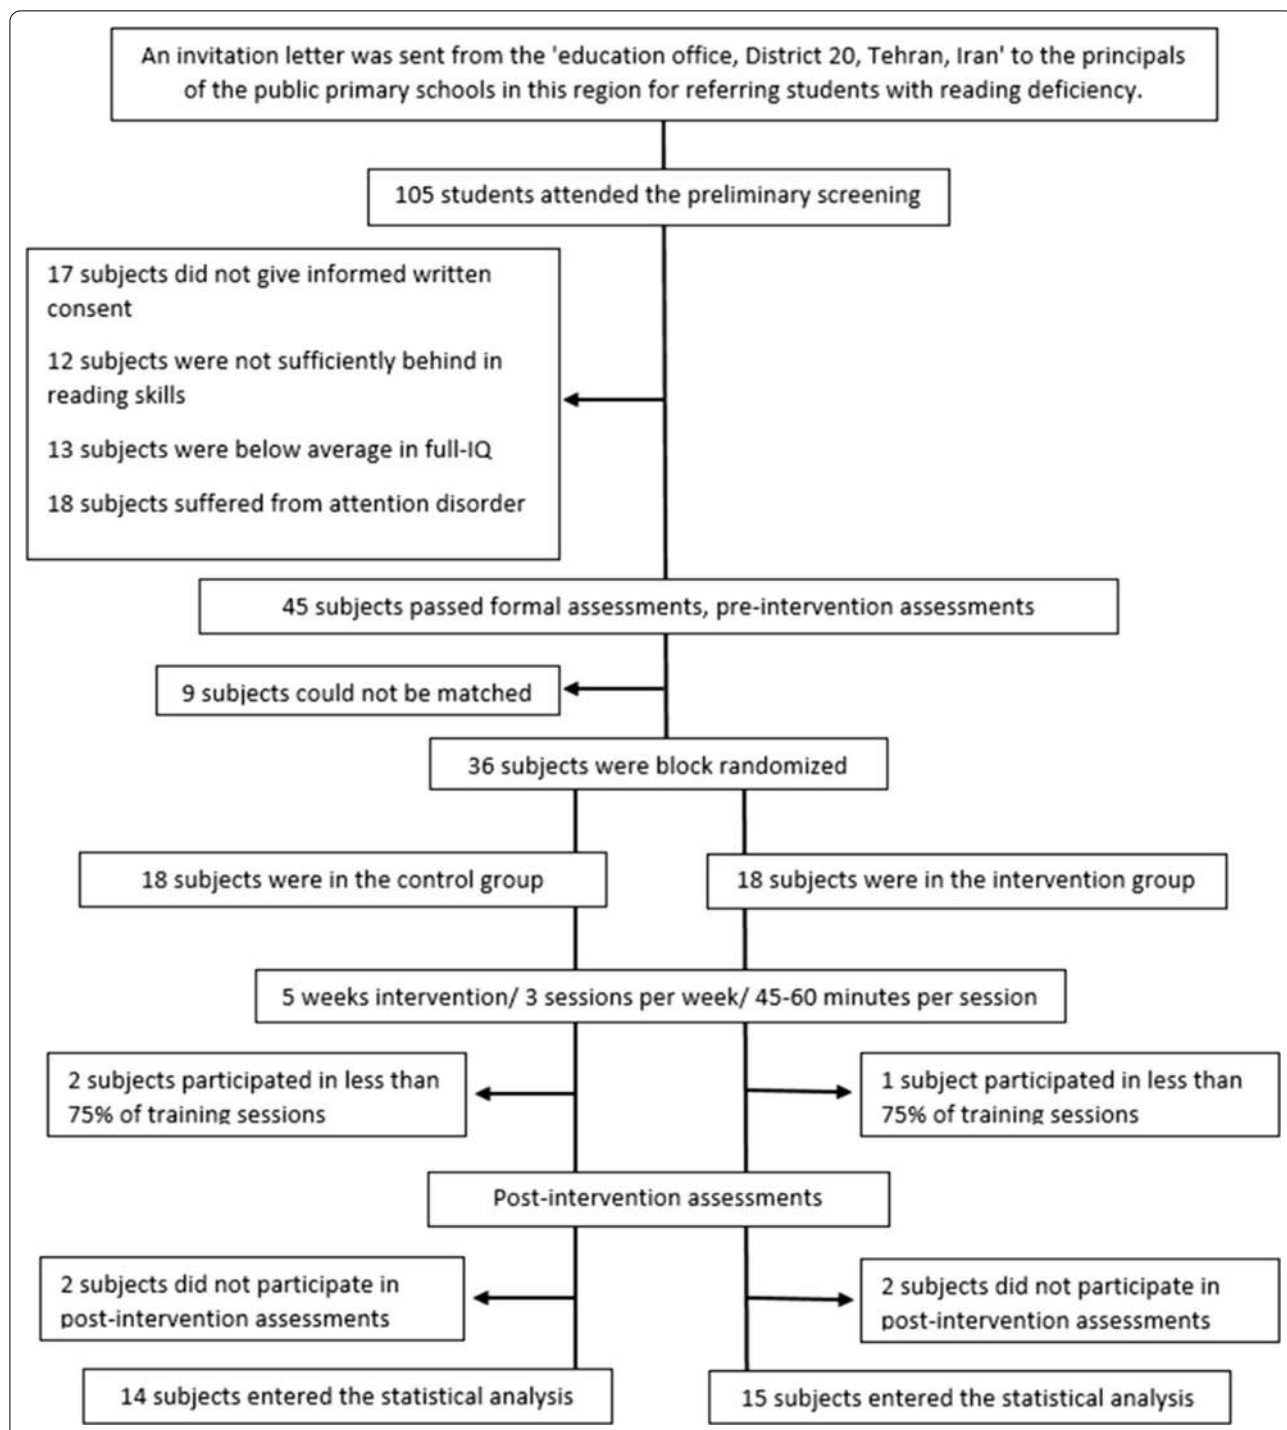 An invitation letter was sent from the 'education office, District 20, Tehran, Iran' to the principals
of the public primary schools in this region for referring students with reading deficiency.
105 students attended the preliminary screening
17 subjects did not give informed written
consent
12 subjects were not sufficiently behind in
reading skills
13 subjects were below average in full-IQ
18 subjects suffered from attention disorder
45 subjects passed formal assessments, pre-intervention assessments
9 subjects could not be matched
36 subjects were block randomized
18 subjects were in the control group
18 subjects were in the intervention group
5 weeks intervention/ 3 sessions per week/ 45-60 minutes per session
2 subjects participated in less than
75% of training sessions
1 subject participated in less than
75% of training sessions
Post-intervention assessments
2 subjects did not participate in
post-intervention assessments
2 subjects did not participate in
post-intervention assessments
14 subjects entered the statistical analysis
15 subjects entered the statistical analysis